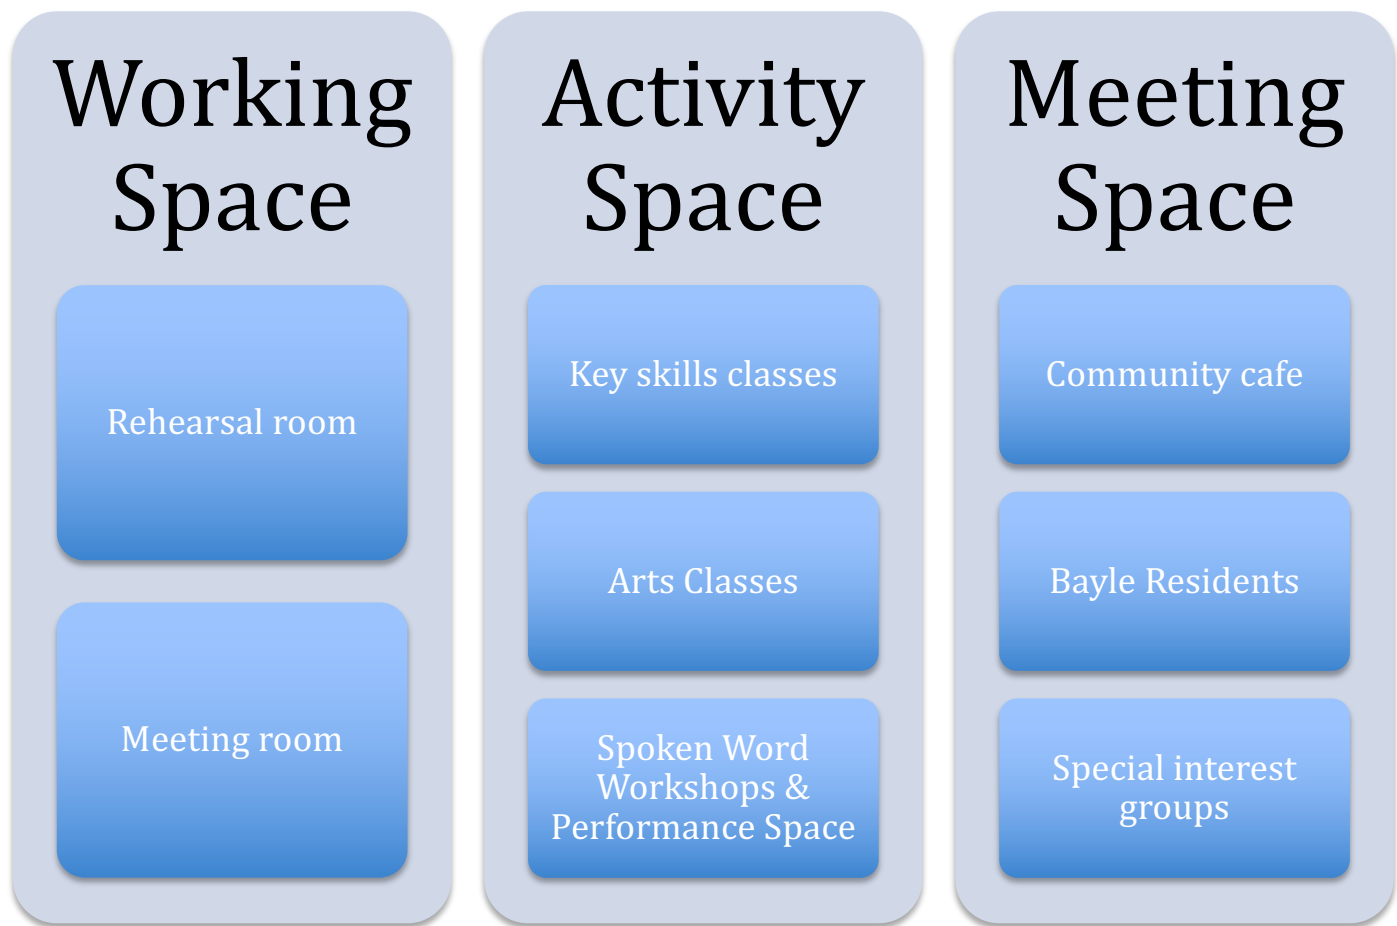 Working
Space
Rehearsal room
Meeting room
Activity
Space
Key skills classes
Arts Classes
Spoken Word
Workshops &
Performance Space
Meeting
Space
Community cafe
Bayle Residents
Special interest
groups